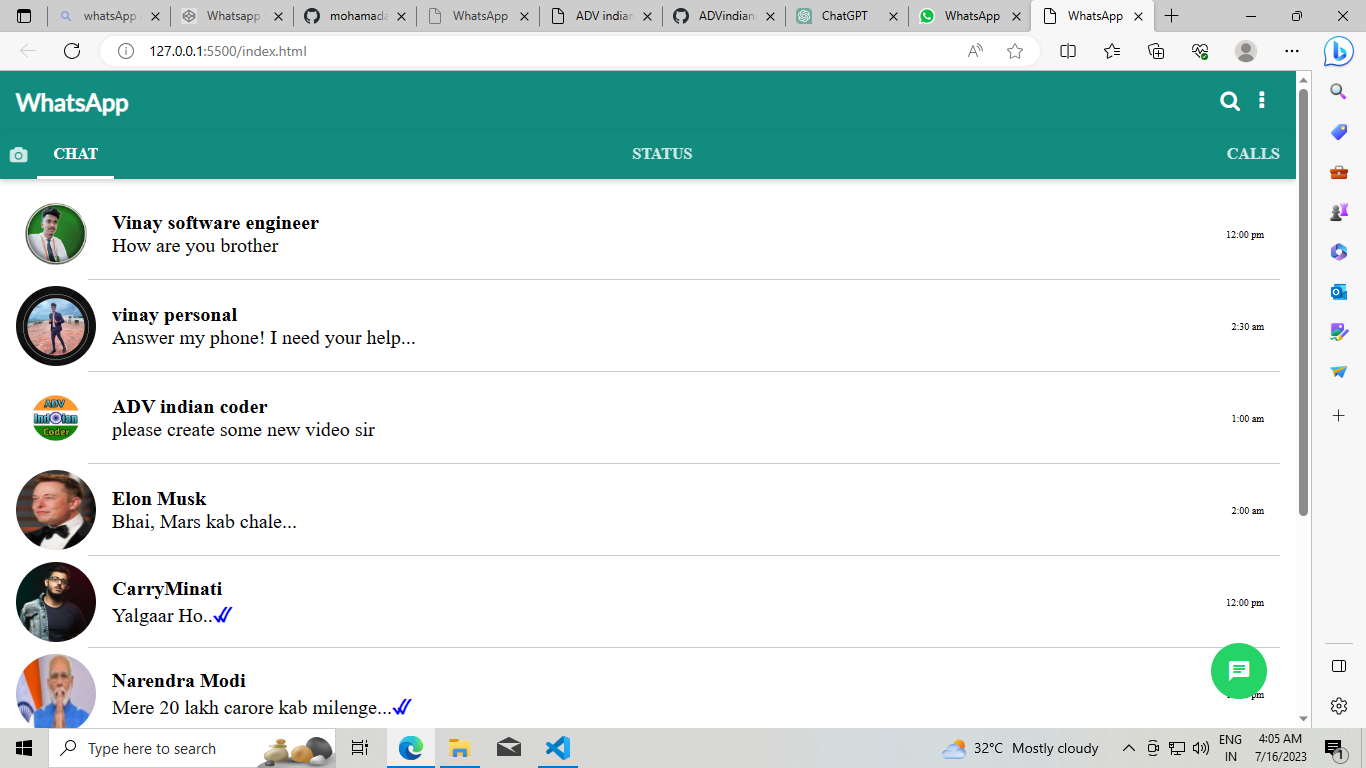 whatsApp
Whatsapp
mohamada
WhatsApp
ADV indian
ADVindian
ChatGPT
WhatsApp
WhatsApp
127.0.0.1:5500/index.html
WhatsApp
CHAT
STATUS
CALLS
Vinay software engineer
How are you brother
12:00 pm
vinay personal
Answer my phone! I need your help...
2:30 am
ADV
Indian
Coder
ADV indian coder
please create some new video sir
1:00 am
Elon Musk
Bhai, Mars kab chale...
2:00 am
CarryMinati
Yalgaar Ho..
12:00 pm
Narendra Modi
Mere 20 lakh carore kab milenge...
pm
Type here to search
32°C Mostly cloudy
ENG
IN
4:05 AM
7/16/2023
1